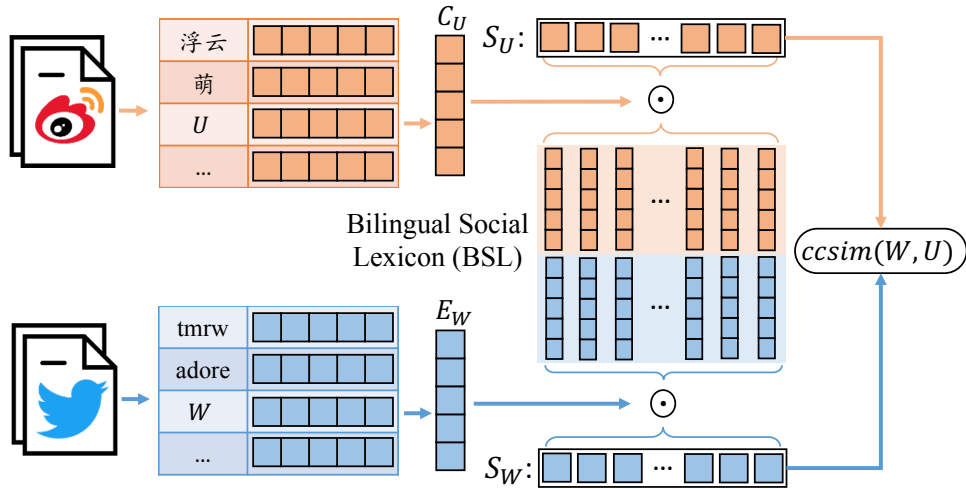 浮云
萌
U
...
C_U
S_U:
...
...
Bilingual Social
Lexicon (BSL)
...
ccsim(W, U)
tmrw
adore
W
...
E_W
S_W:
...